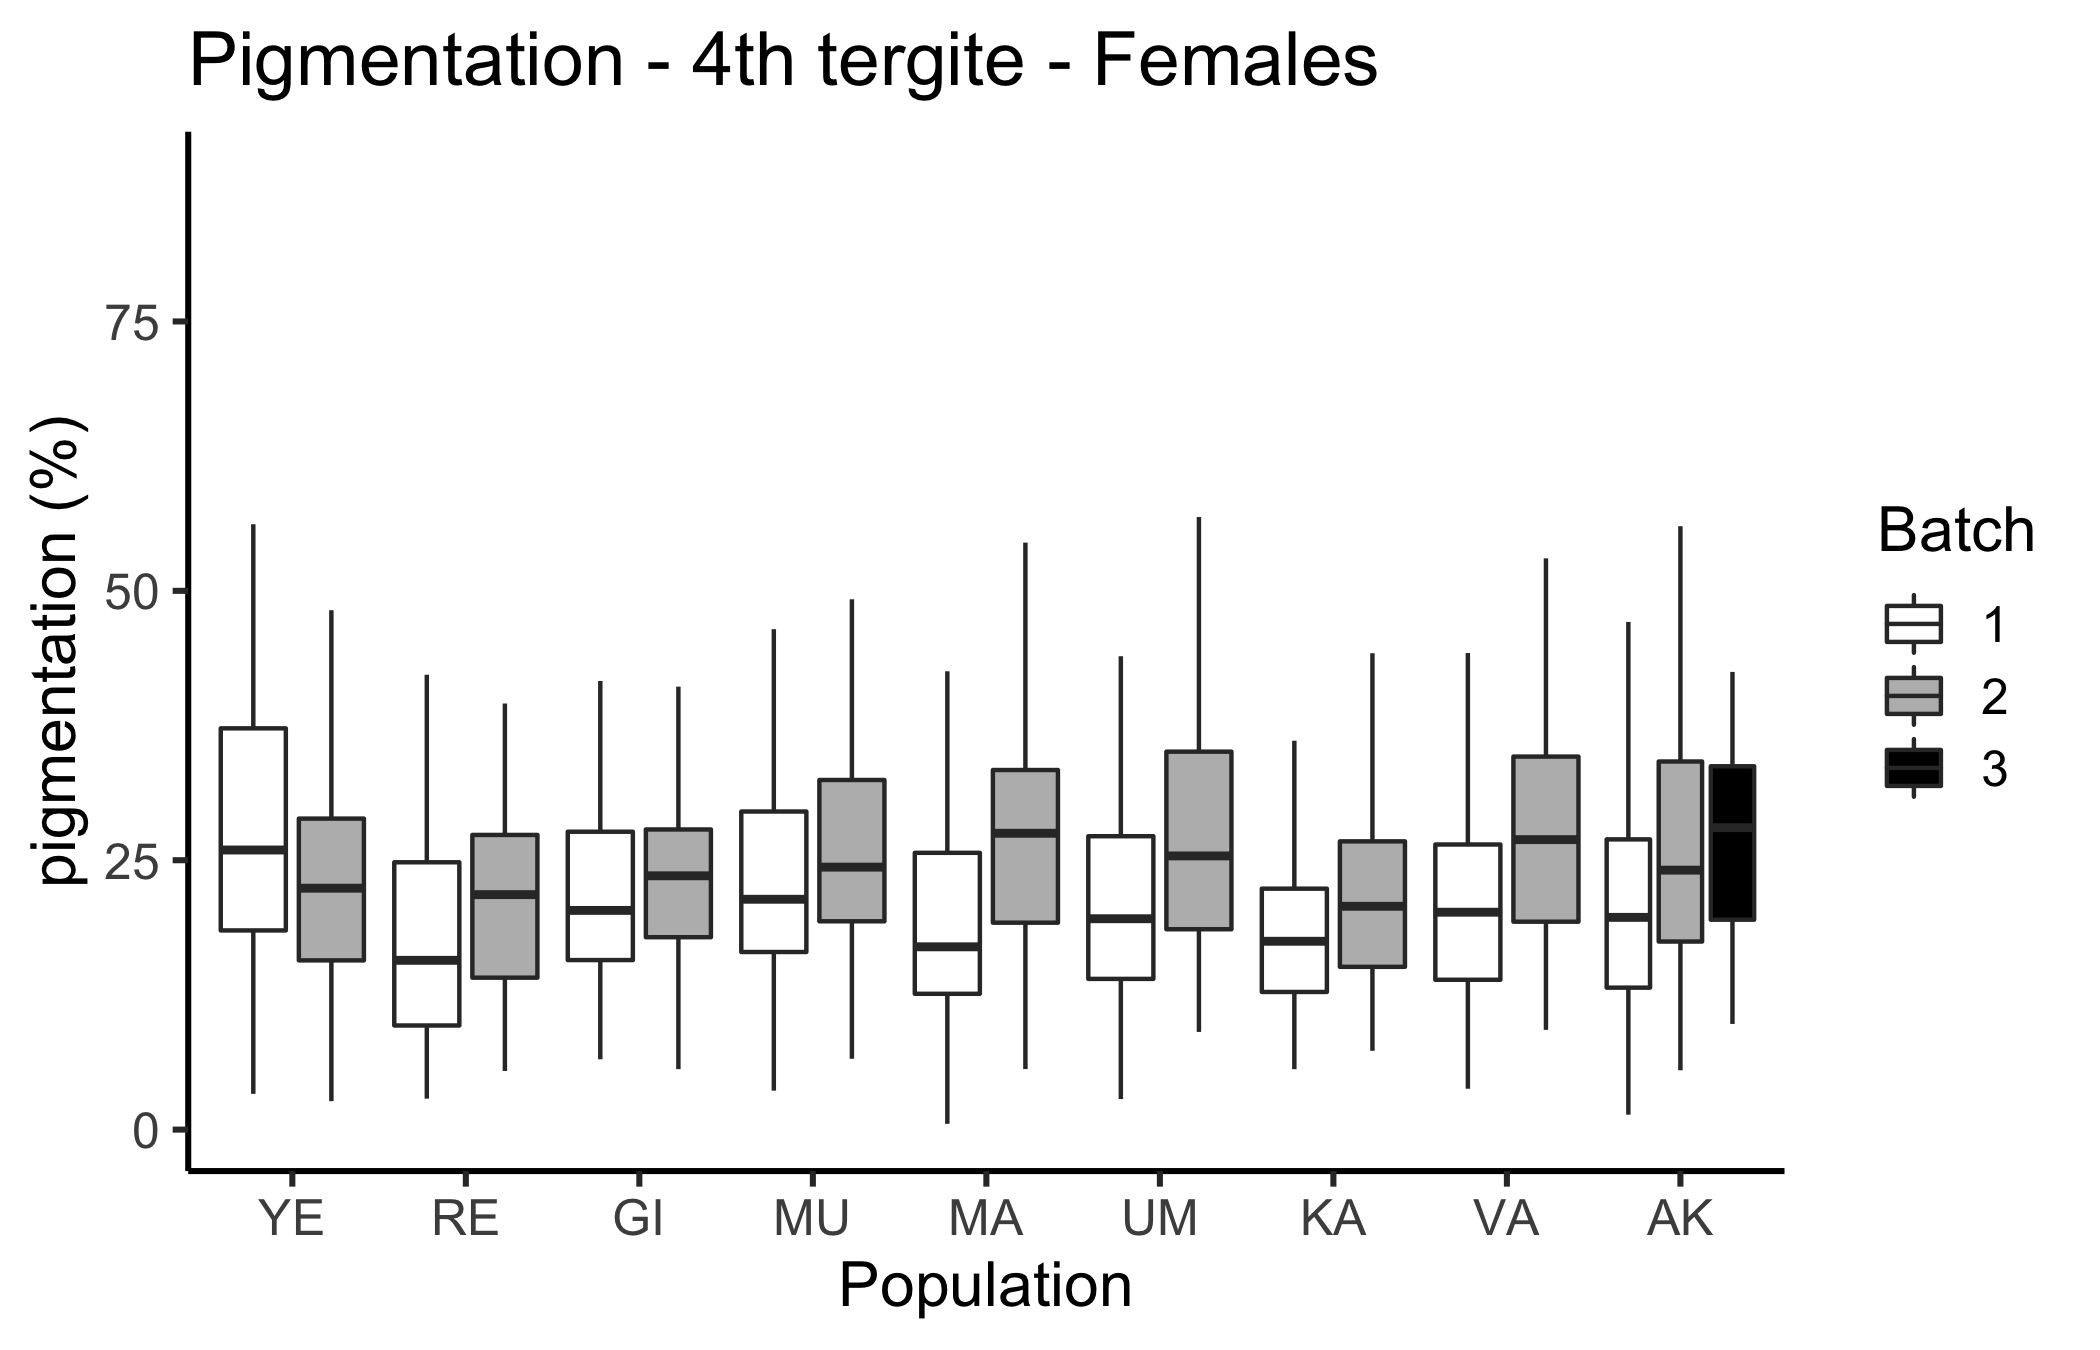 Pigmentation - 4th tergite - Females
pigmentation (%)
75
50
25
0
YE RE GI MU MA UM KA VA AK
Population
Batch
1
2
3